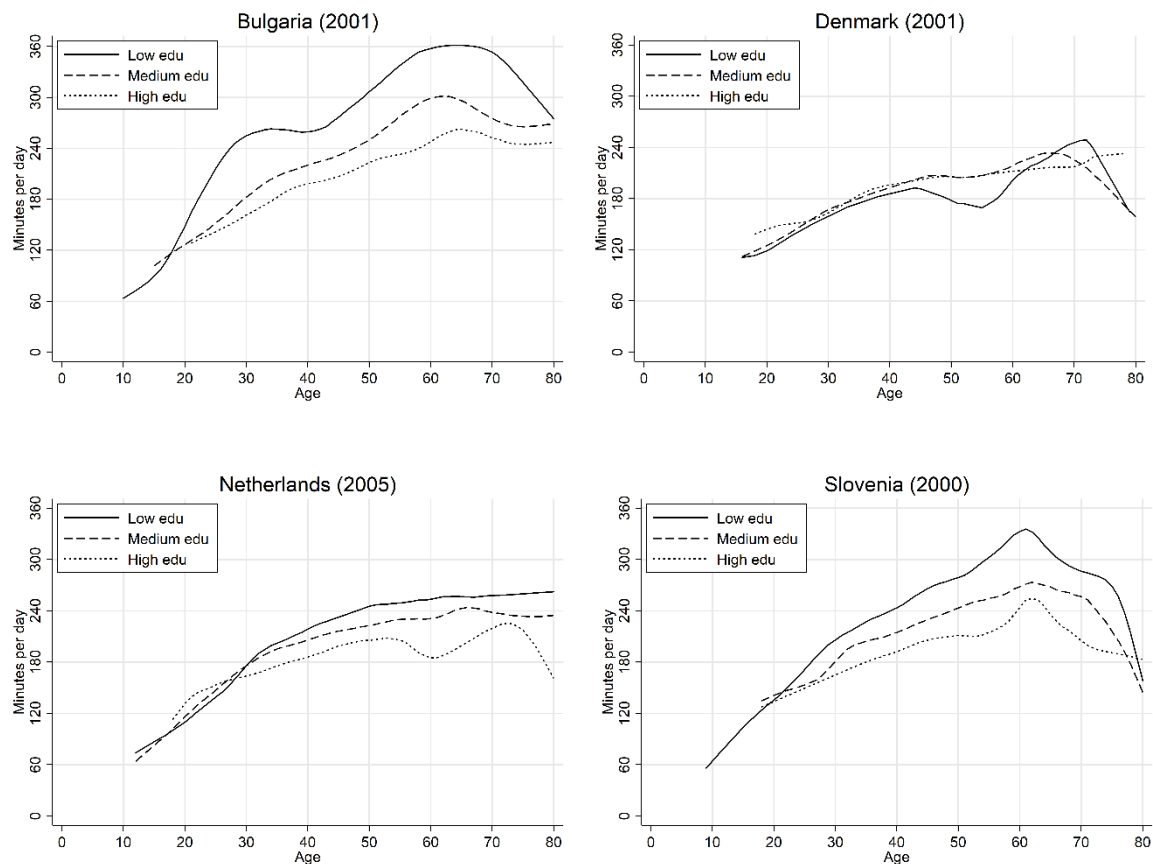 Bulgaria (2001)
Low edu
Medium edu
High edu
Minutes per day
0 60 120 180 240 300 360
0 10 20 30 40 50 60 70 80
Age
Denmark (2001)
Low edu
Medium edu
High edu
Minutes per day
0 60 120 180 240 300 360
0 10 20 30 40 50 60 70 80
Age
Netherlands (2005)
Low edu
Medium edu
High edu
Minutes per day
0 60 120 180 240 300 360
0 10 20 30 40 50 60 70 80
Age
Slovenia (2000)
Low edu
Medium edu
High edu
Minutes per day
0 60 120 180 240 300 360
0 10 20 30 40 50 60 70 80
Age